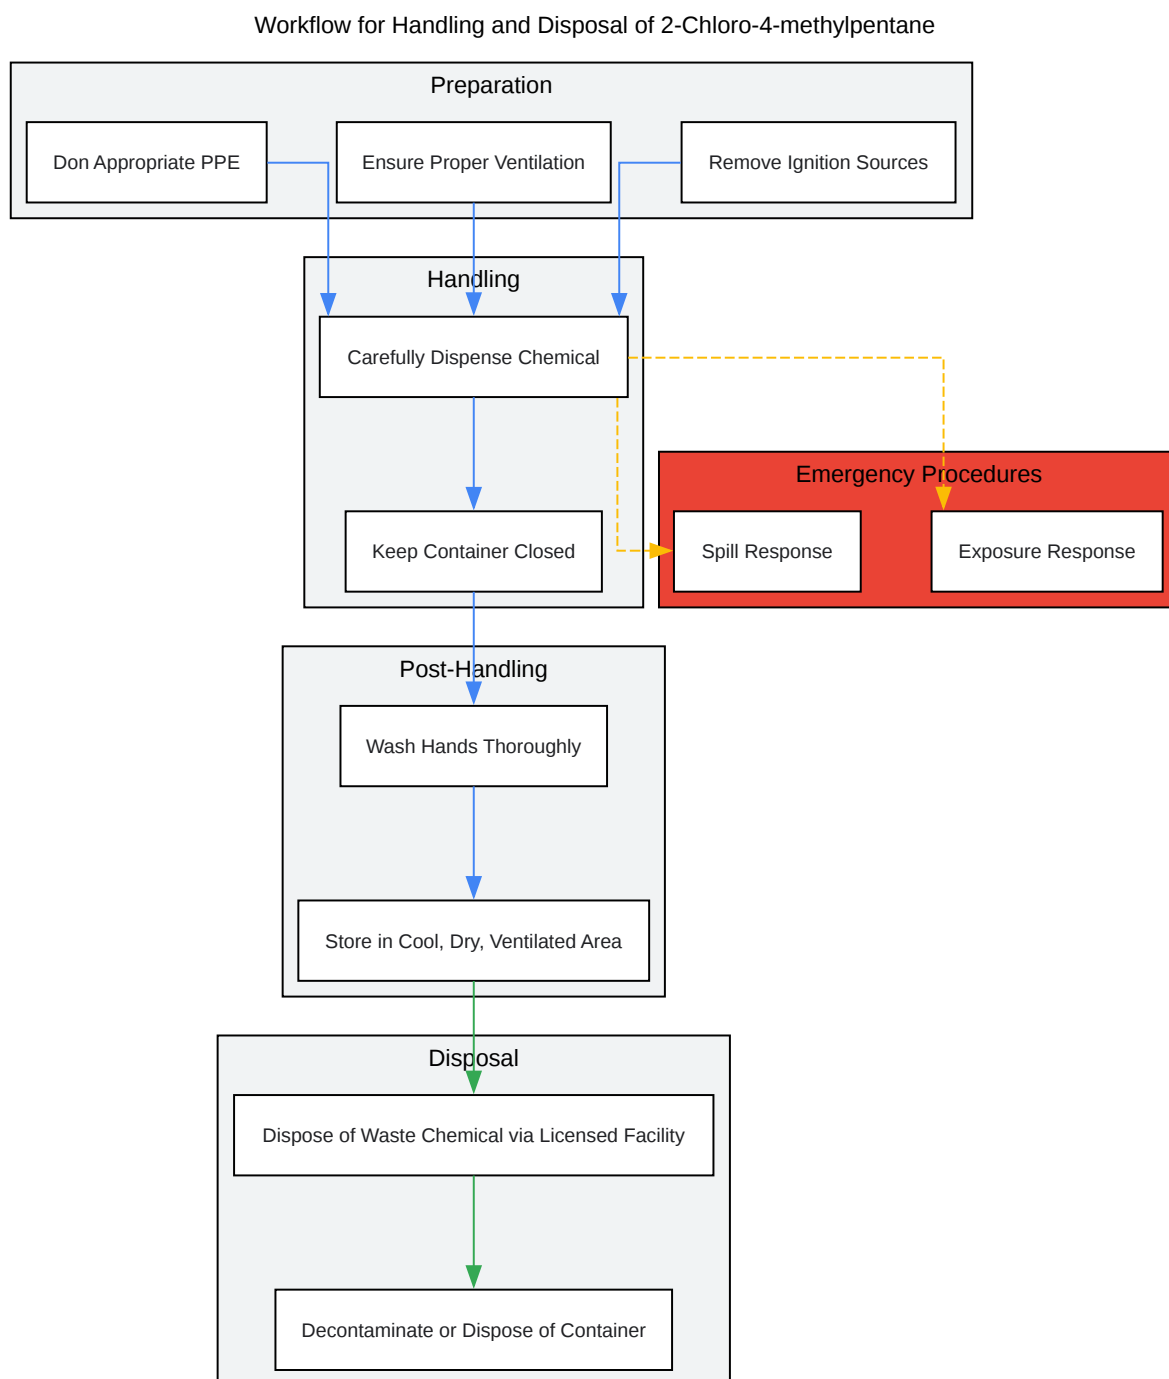 Workflow for Handling and Disposal of 2-Chloro-4-methylpentane
Preparation
Don Appropriate PPE
Ensure Proper Ventilation
Remove Ignition Sources
Handling
Carefully Dispense Chemical
Emergency Procedures
Keep Container Closed
Spill Response
Exposure Response
Post-Handling
Wash Hands Thoroughly
Store in Cool, Dry, Ventilated Area
Disposal
Dispose of Waste Chemical via Licensed Facility
Decontaminate or Dispose of Container